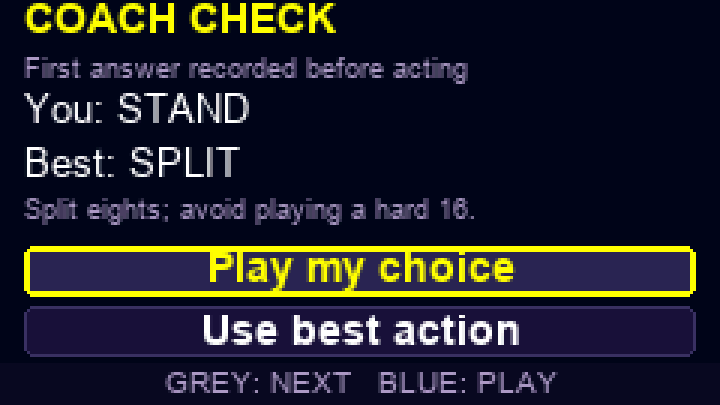 COACH CHECK
First answer recorded before acting
You: STAND
Best: SPLIT
Split eights; avoid playing a hard 16.
Play my choice
Use best action
GREY: NEXT BLUE: PLAY